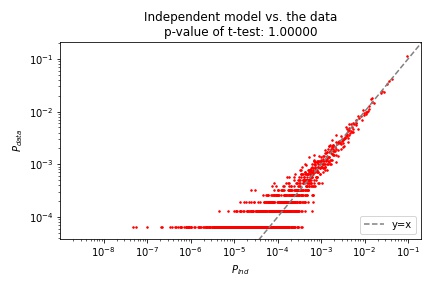 Independent model vs. the data
p-value of t-test: 1.00000
10⁻¹
10⁻²
10⁻³
10⁻⁴
P_data
y=x
10⁻⁸ 10⁻⁷ 10⁻⁶ 10⁻⁵ 10⁻⁴ 10⁻³ 10⁻² 10⁻¹
P_ind